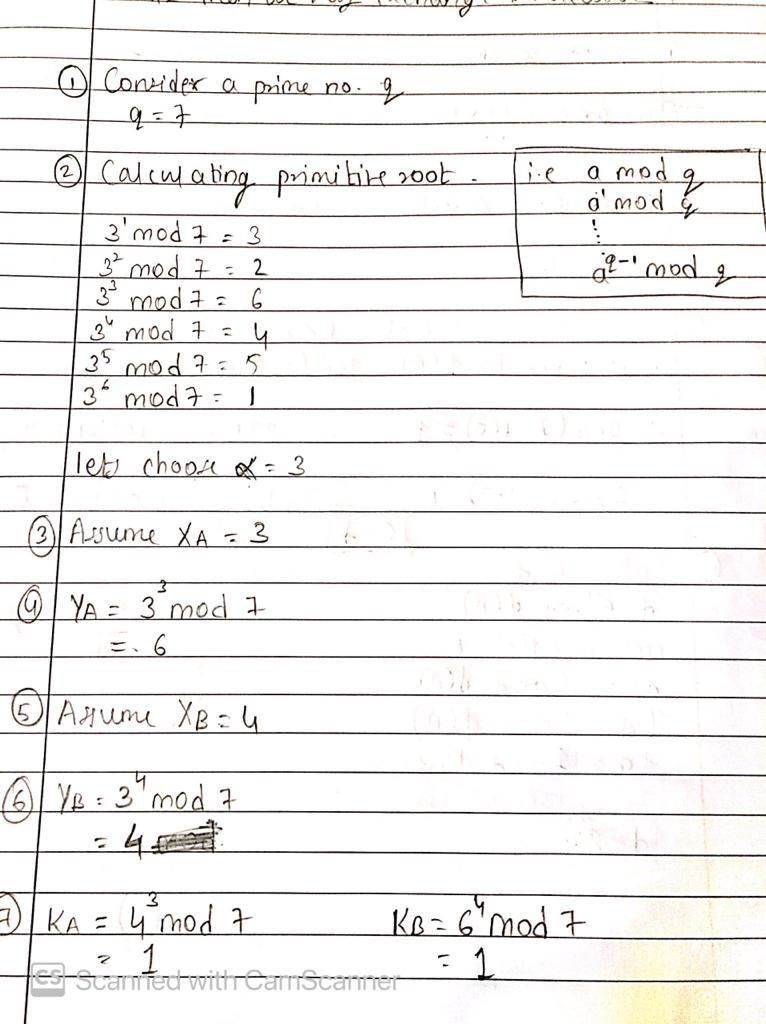 ① Consider a prime no. q
q = 7
② Calculating primitive root.
i.e a mod q
a¹ mod q
⋮
a^q-1 mod q
3¹ mod 7 = 3
3² mod 7 = 2
3³ mod 7 = 6
3⁴ mod 7 = 4
3⁵ mod 7 = 5
3⁶ mod 7 = 1
lets choose α = 3
③ Assume XA = 3
④ YA = 3³ mod 7
= 6
⑤ Assume XB = 4
⑥ YB = 3⁴ mod 7
= 4
7 KA = 4³ mod 7 KB = 6⁴ mod 7
= 1 = 1
CS Scanned with CamScanner